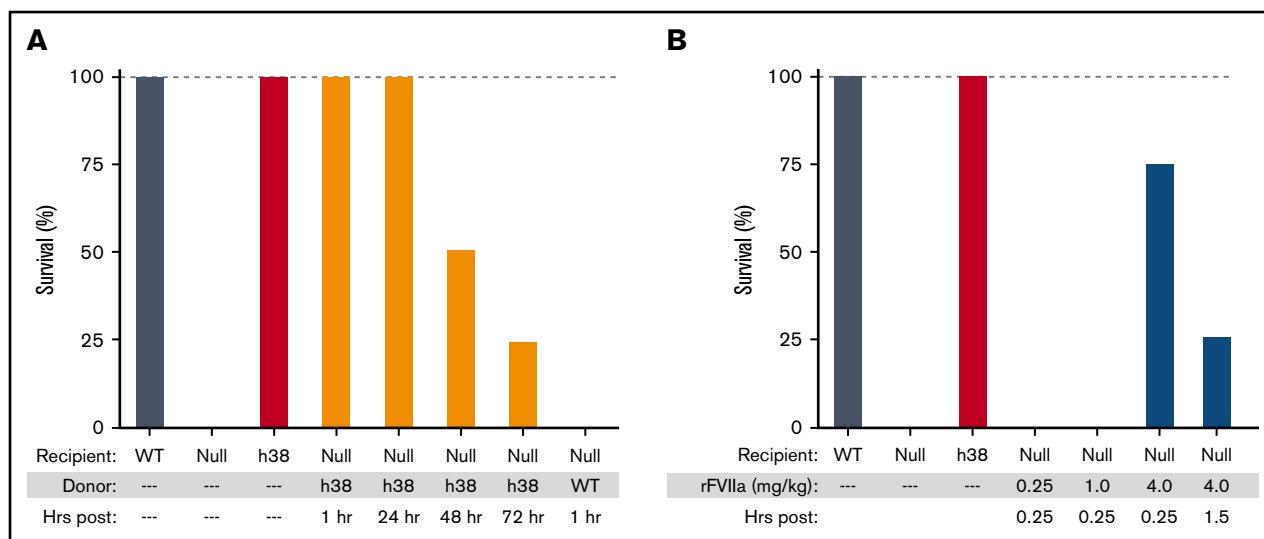 A
Survival (%)
100
75
50
25
0
Recipient: WT Null h38 Null Null Null Null Null
Donor: --- --- --- h38 h38 h38 h38 WT
Hrs post: --- --- --- 1 hr 24 hr 48 hr 72 hr 1 hr
B
Survival (%)
100
75
50
25
0
Recipient: WT Null h38 Null Null Null Null
rFVIIa (mg/kg): --- --- --- 0.25 1.0 4.0 4.0
Hrs post: 0.25 0.25 0.25 1.5